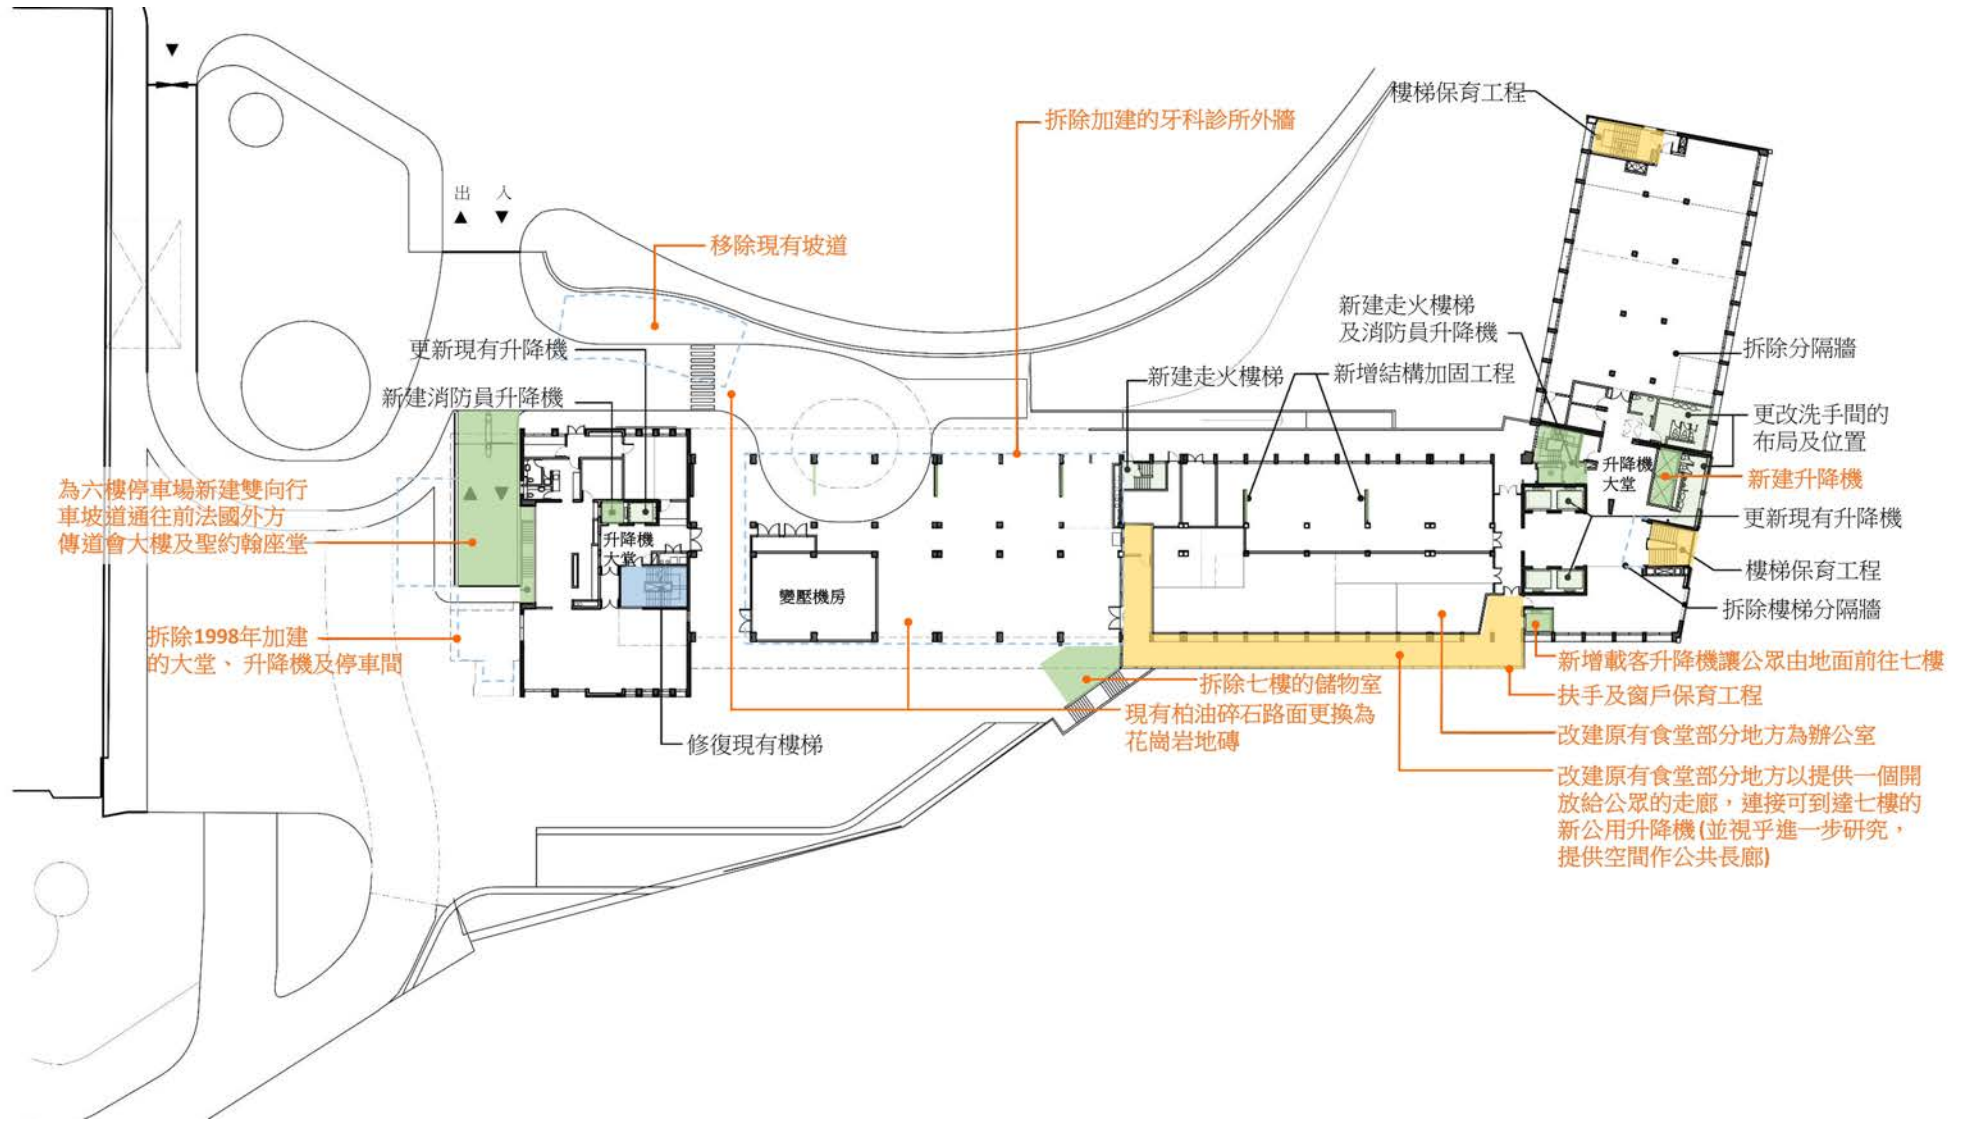 樓梯保育工程
拆除加建的牙科診所外牆
出 入
移除現有坡道
新建走火樓梯
及消防員升降機
更新現有升降機
拆除分隔牆
新建走火樓梯
新增結構加固工程
新建消防員升降機
更改洗手間的
布局及位置
升降機
大堂
新建升降機
為六樓停車場新建雙向行
車坡道通往前法國外方
傳道會大樓及聖約翰座堂
更新現有升降機
升降機
大堂
樓梯保育工程
變壓機房
拆除樓梯分隔牆
拆除1998年加建
的大堂、升降機及停車間
新增載客升降機讓公眾由地面前往七樓
拆除七樓的儲物室
扶手及窗戶保育工程
現有柏油碎石路面更換為
花崗岩地磚
修復現有樓梯
改建原有食堂部分地方為辦公室
改建原有食堂部分地方以提供一個開
放給公眾的走廊，連接可到達七樓的
新公用升降機(並視乎進一步研究，
提供空間作公共長廊)